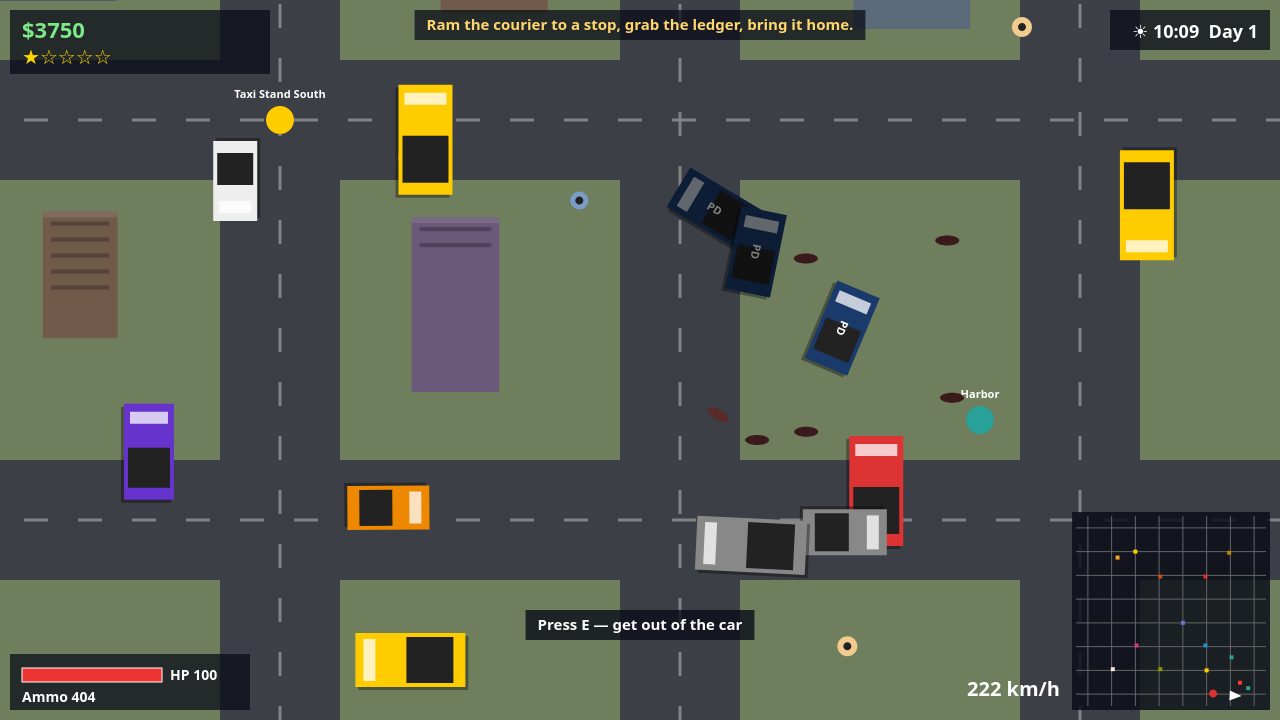 $3750
★☆☆☆☆
Ram the courier to a stop, grab the ledger, bring it home.
☀ 10:09 Day 1
Taxi Stand South
PD
PD
PD
Harbor
Press E — get out of the car
HP 100
Ammo 404
222 km/h